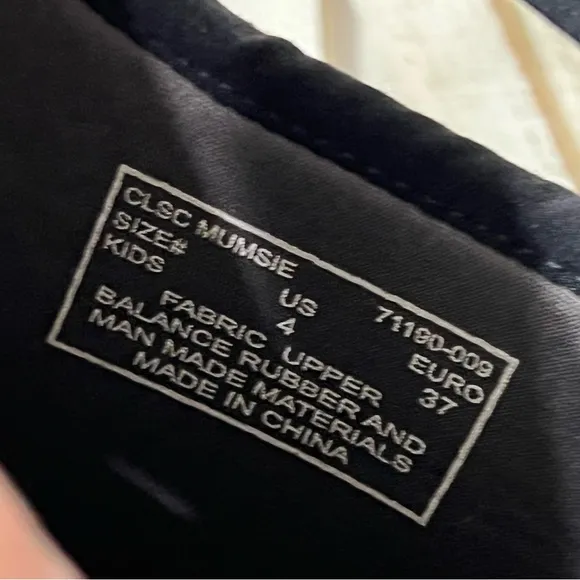 CLSC MUMSIE 71190-009
SIZE# US EURO
KIDS 4 37
FABRIC UPPER
BALANCE RUBBER AND
MAN MADE MATERIALS
MADE IN CHINA